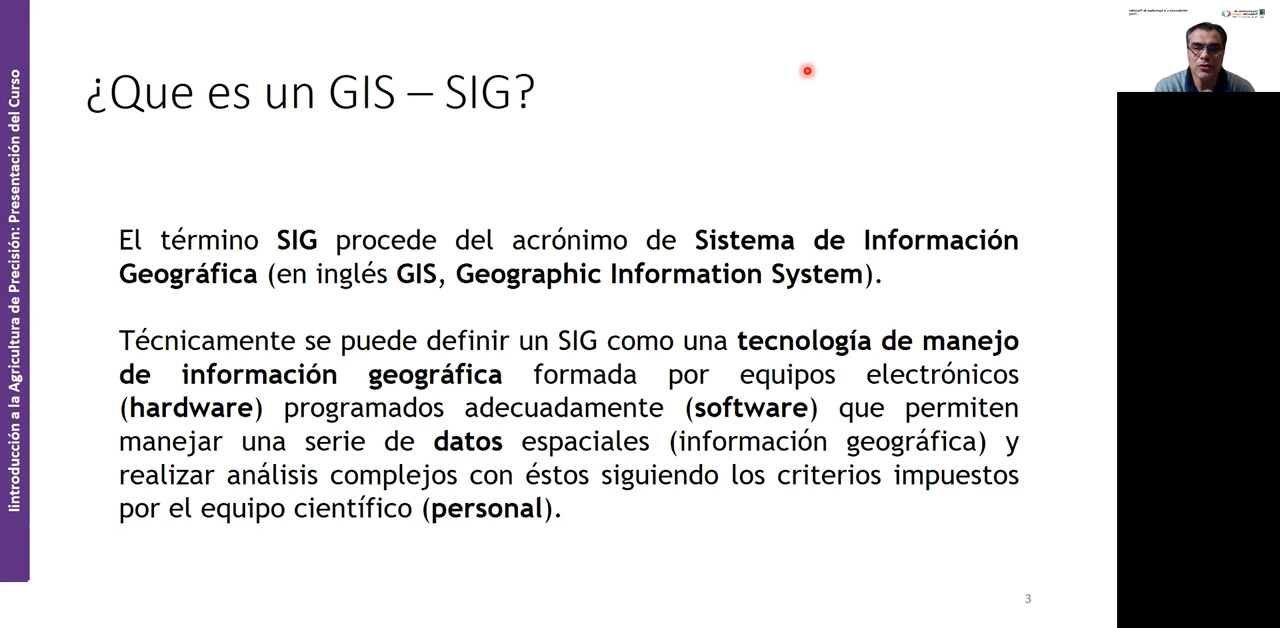 Iintroducción a la Agricultura de Precisión: Presentación del Curso
¿Que es un GIS – SIG?
El término SIG procede del acrónimo de Sistema de Información
Geográfica (en inglés GIS, Geographic Information System).
Técnicamente se puede definir un SIG como una tecnología de manejo
de información geográfica formada por equipos electrónicos
(hardware) programados adecuadamente (software) que permiten
manejar una serie de datos espaciales (información geográfica) y
realizar análisis complejos con éstos siguiendo los criterios impuestos
por el equipo científico (personal).
3